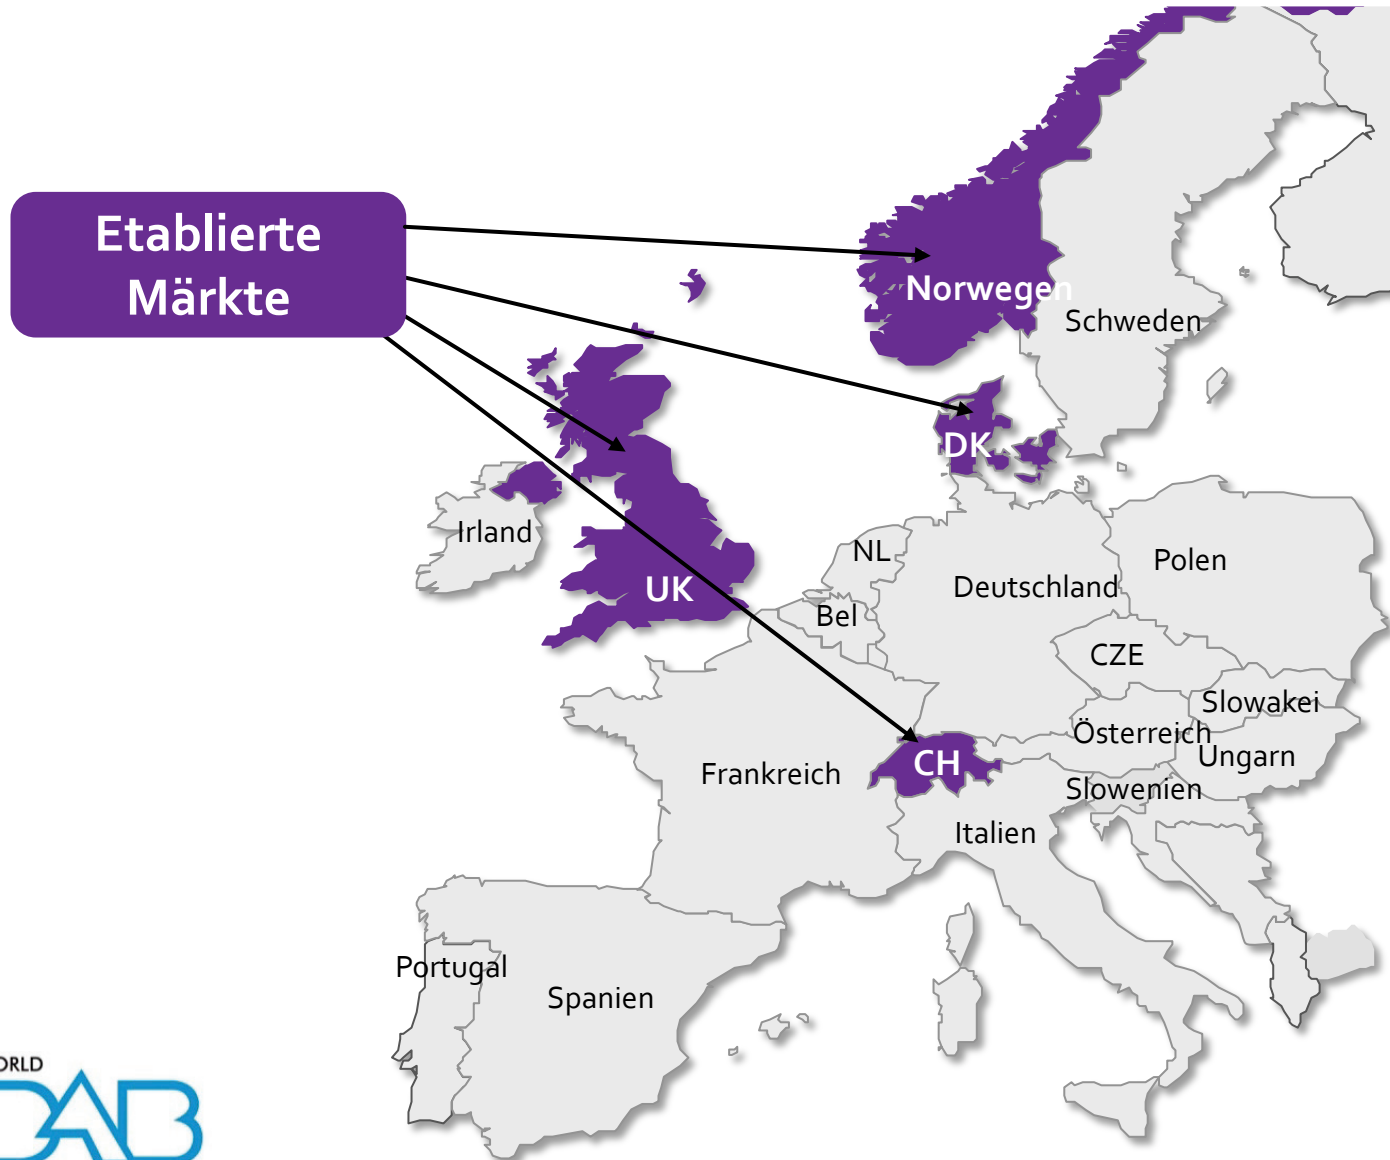 Etablierte
Märkte
Norwegen
Schweden
DK
Irland
UK
NL
Bel
Deutschland
Polen
CZE
Slowakei
Österreich
Ungarn
Frankreich
CH
Slowenien
Italien
Portugal
Spanien
ORLD
DAB